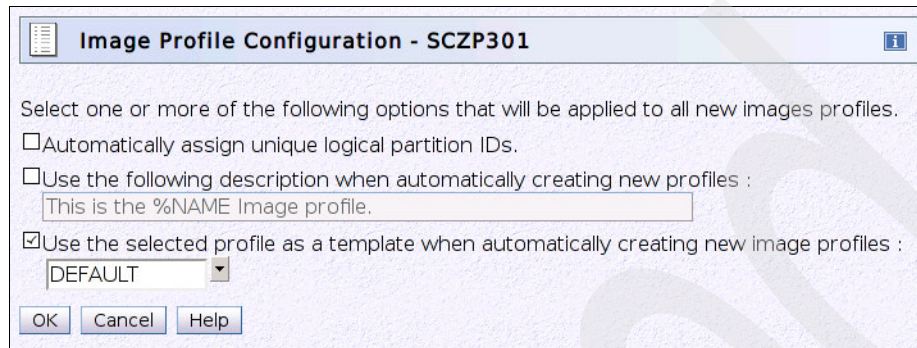 Image Profile Configuration - SCZP301
i
Select one or more of the following options that will be applied to all new images profiles.
Automatically assign unique logical partition IDs.
Use the following description when automatically creating new profiles :
This is the %NAME Image profile.
Use the selected profile as a template when automatically creating new image profiles :
DEFAULT
OK Cancel Help